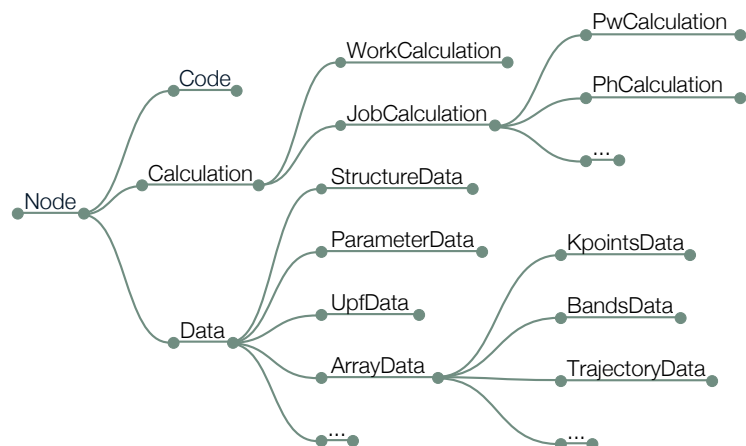 PwCalculation
WorkCalculation
Code
PhCalculation
JobCalculation
...
Calculation
StructureData
Node
ParameterData
KpointsData
UpfData
BandsData
Data
ArrayData
TrajectoryData
...
...